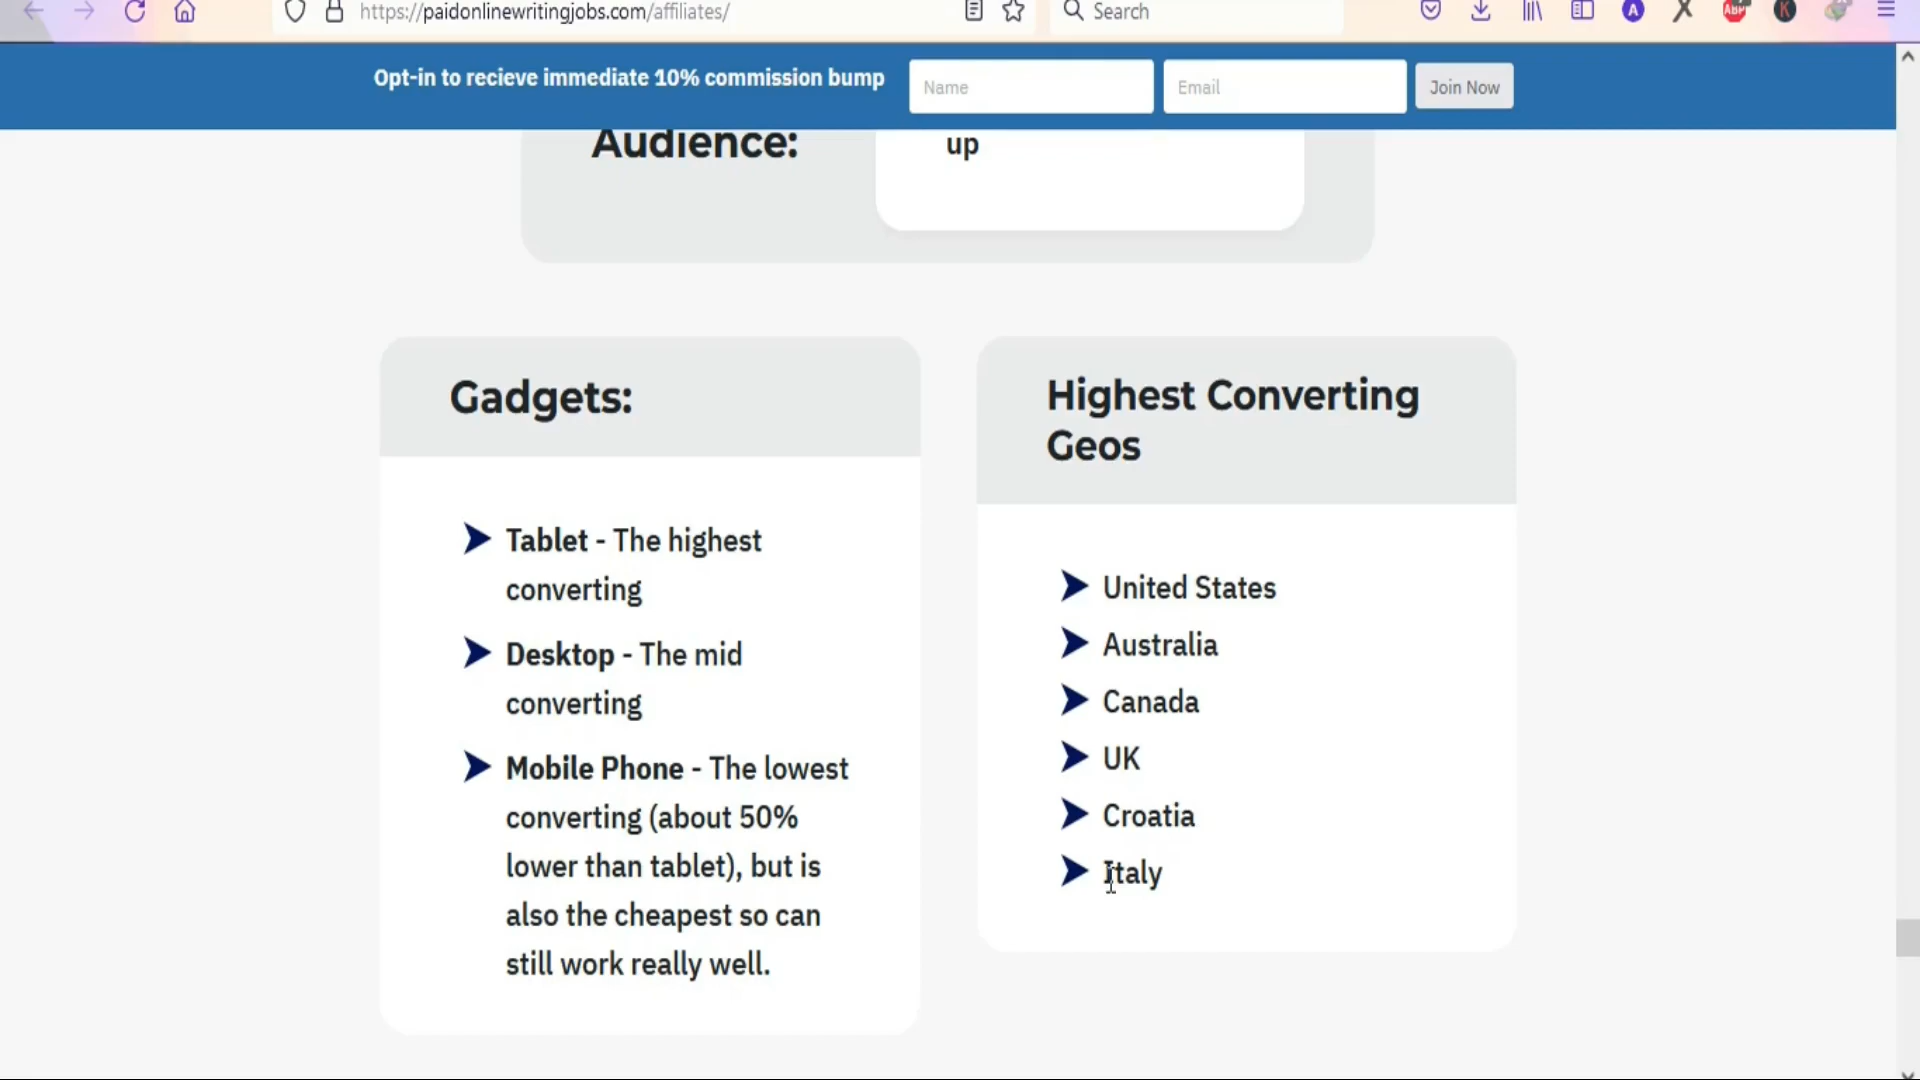 https://paidonlinewritingjobs.com/affiliates/
Search
A
ABP
K
Opt-in to recieve immediate 10% commission bump
Name
Email
Join Now
Audience:
up
Gadgets:
Tablet - The highest
converting
Desktop - The mid
converting
Mobile Phone - The lowest
converting (about 50%
lower than tablet), but is
also the cheapest so can
still work really well.
Highest Converting
Geos
United States
Australia
Canada
UK
Croatia
Italy